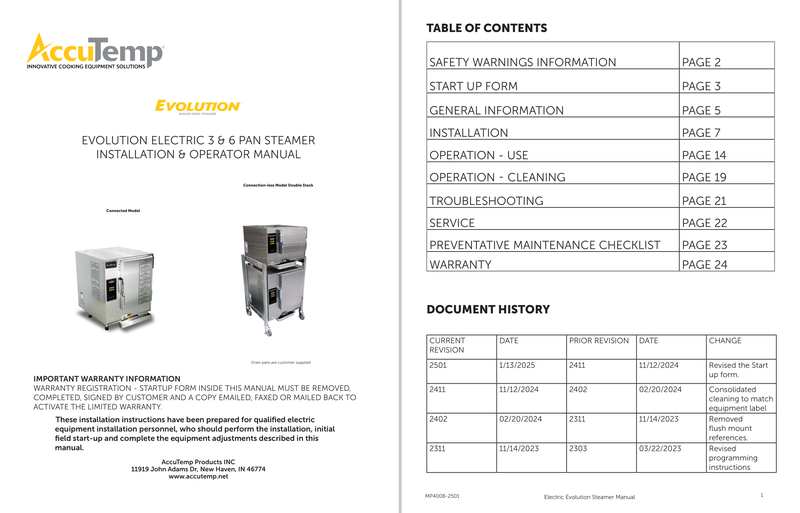 AccuTemp
INNOVATIVE COOKING EQUIPMENT SOLUTIONS
EVOLUTION
BOILER-FREE STEAMER
EVOLUTION ELECTRIC 3 & 6 PAN STEAMER
INSTALLATION & OPERATOR MANUAL
Connection-less Model Double Stack
Connected Model
Drain pans are customer supplied
IMPORTANT WARRANTY INFORMATION
WARRANTY REGISTRATION - STARTUP FORM INSIDE THIS MANUAL MUST BE REMOVED,
COMPLETED, SIGNED BY CUSTOMER AND A COPY EMAILED, FAXED OR MAILED BACK TO
ACTIVATE THE LIMITED WARRANTY.
These installation instructions have been prepared for qualified electric
equipment installation personnel, who should perform the installation, initial
field start-up and complete the equipment adjustments described in this
manual.
AccuTemp Products INC
11919 John Adams Dr, New Haven, IN 46774
www.accutemp.net
TABLE OF CONTENTS
SAFETY WARNINGS INFORMATION PAGE 2
START UP FORM PAGE 3
GENERAL INFORMATION PAGE 5
INSTALLATION PAGE 7
OPERATION - USE PAGE 14
OPERATION - CLEANING PAGE 19
TROUBLESHOOTING PAGE 21
SERVICE PAGE 22
PREVENTATIVE MAINTENANCE CHECKLIST PAGE 23
WARRANTY PAGE 24
DOCUMENT HISTORY
CURRENT DATE PRIOR REVISION DATE CHANGE
REVISION
2501 1/13/2025 2411 11/12/2024 Revised the Start
up form.
2411 11/12/2024 2402 02/20/2024 Consolidated
cleaning to match
equipment label
2402 02/20/2024 2311 11/14/2023 Removed
flush mount
references.
2311 11/14/2023 2303 03/22/2023 Revised
programming
instructions
MP4008-2501 Electric Evolution Steamer Manual 1